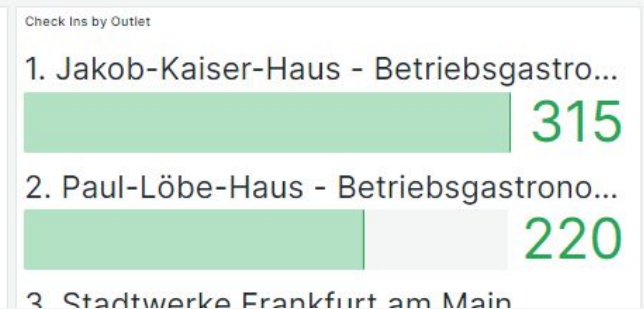 Check Ins by Outlet
1. Jakob-Kaiser-Haus - Betriebsgastro...
315
2. Paul-Löbe-Haus - Betriebsgastrono...
220
3. Stadtwerke Frankfurt am Main